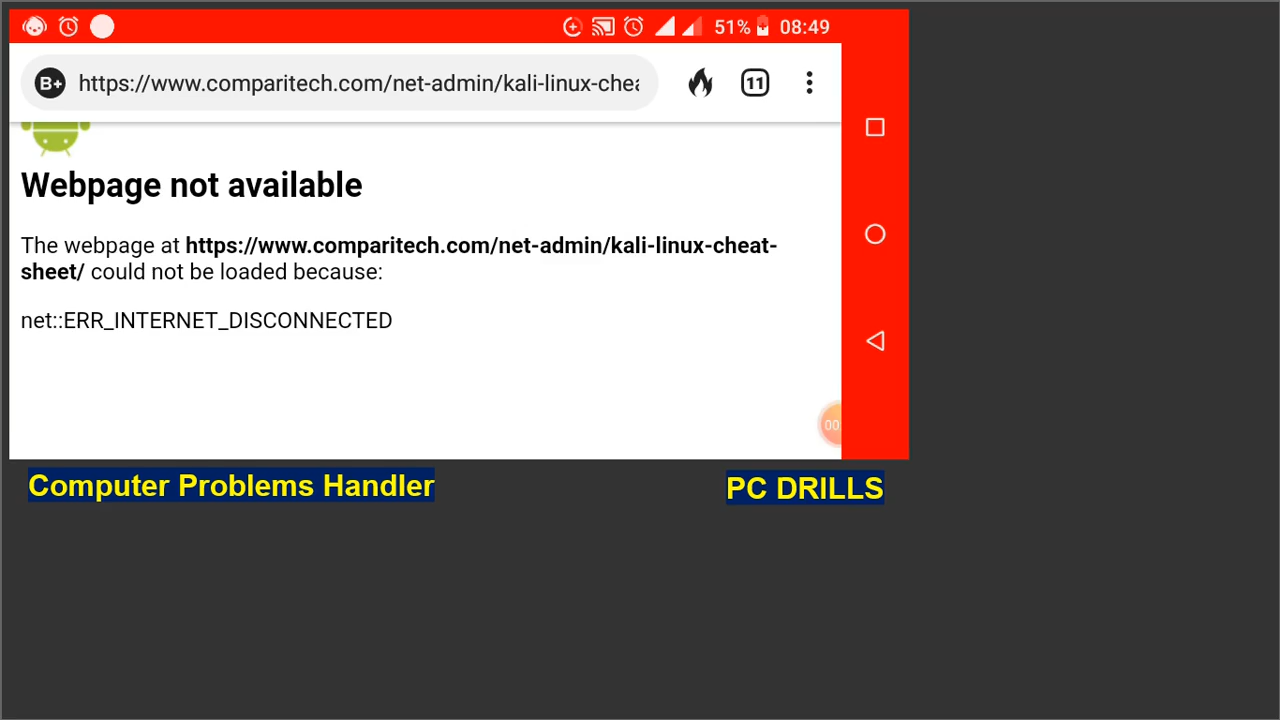 51% 08:49
B+ https://www.comparitech.com/net-admin/kali-linux-chea 11
Webpage not available
The webpage at https://www.comparitech.com/net-admin/kali-linux-cheat-
sheet/ could not be loaded because:
net::ERR_INTERNET_DISCONNECTED
00:
Computer Problems Handler
PC DRILLS